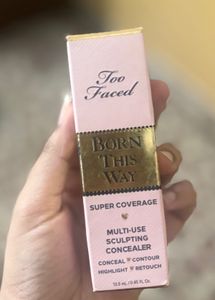 Too
Faced
BORN
THIS
WAY
SUPER COVERAGE
MULTI-USE
SCULPTING
CONCEALER
CONCEAL ♥ CONTOUR
HIGHLIGHT ♥ RETOUCH
13.5 mL / 0.45 FL. Oz.